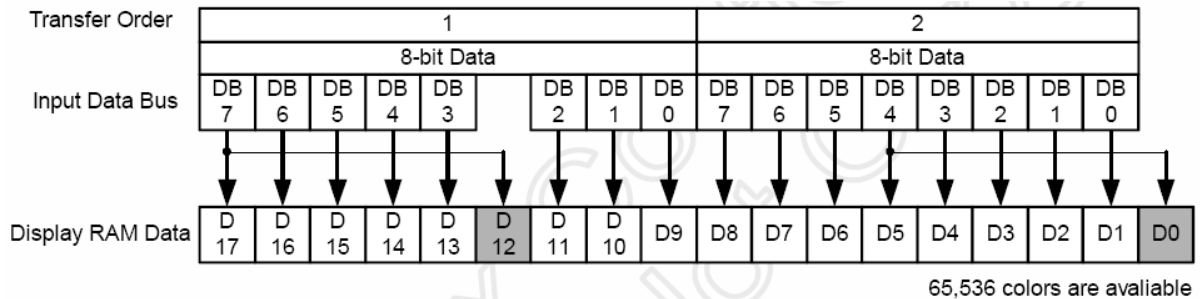 Transfer Order 1 2
8-bit Data 8-bit Data
Input Data Bus DB 7 DB 6 DB 5 DB 4 DB 3 DB 2 DB 1 DB 0 DB 7 DB 6 DB 5 DB 4 DB 3 DB 2 DB 1 DB 0
Display RAM Data D 17 D 16 D 15 D 14 D 13 D 12 D 11 D 10 D9 D8 D7 D6 D5 D4 D3 D2 D1 D0
65,536 colors are avaliable